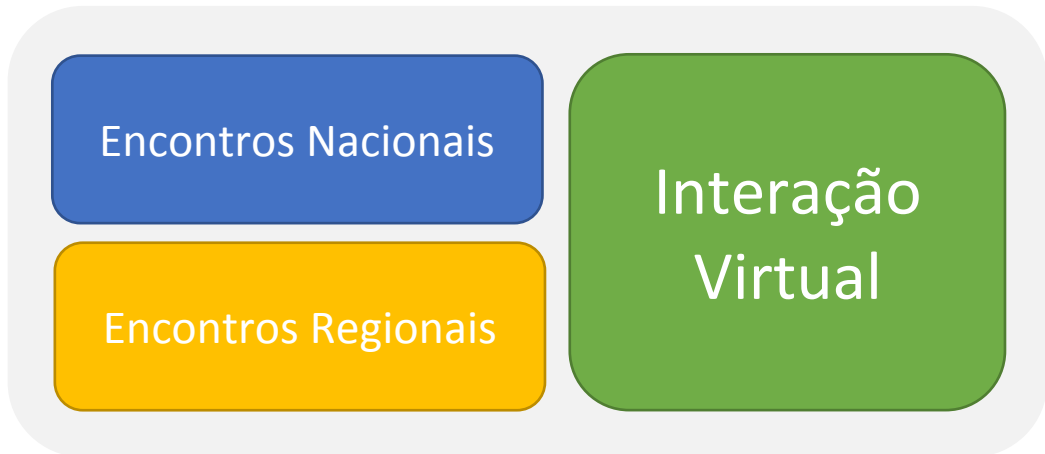 Encontros Nacionais
Encontros Regionais
Interação
Virtual